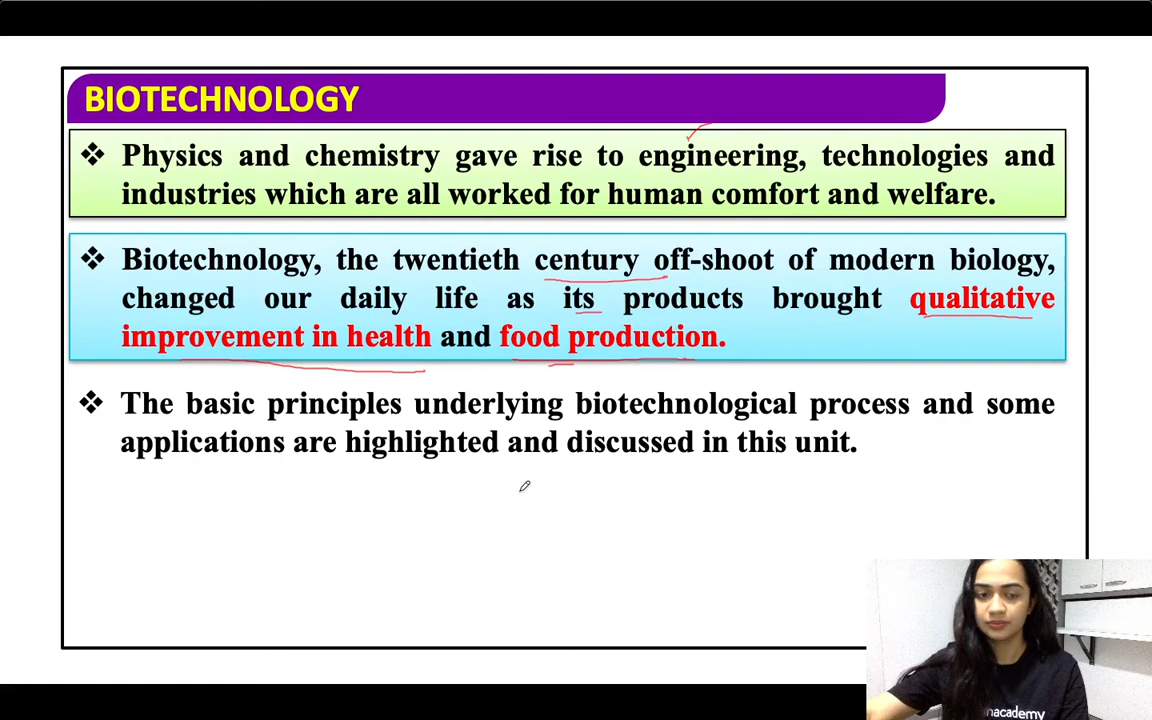 BIOTECHNOLOGY
❖ Physics and chemistry gave rise to engineering, technologies and
industries which are all worked for human comfort and welfare.
❖ Biotechnology, the twentieth century off-shoot of modern biology,
changed our daily life as its products brought qualitative
improvement in health and food production.
❖ The basic principles underlying biotechnological process and some
applications are highlighted and discussed in this unit.
nacademy